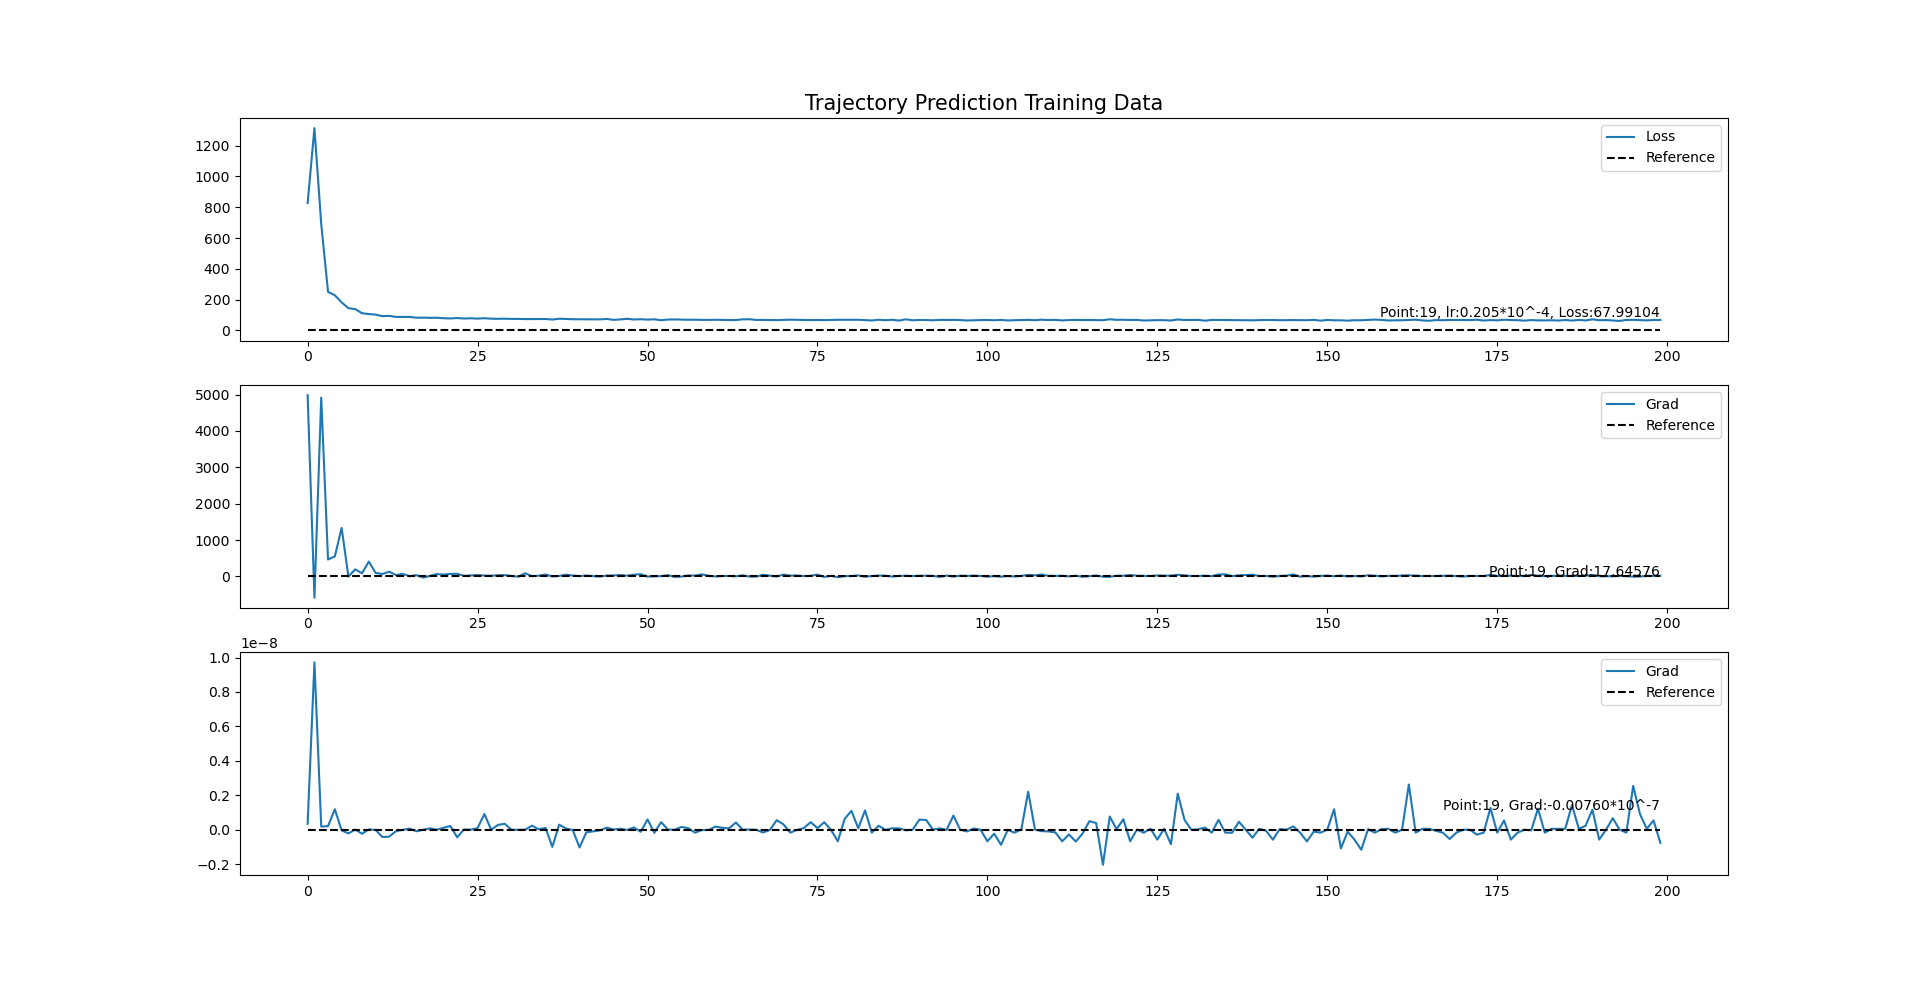 Trajectory Prediction Training Data
1200
1000
800
600
400
200
0
Loss
Reference
Point:19, lr:0.205*10^-4, Loss:67.99104
0 25 50 75 100 125 150 175 200
5000
4000
3000
2000
1000
0
Grad
Reference
Point:19, Grad:17.64576
0 25 50 75 100 125 150 175 200
1e−8
1.0
0.8
0.6
0.4
0.2
0.0
−0.2
Grad
Reference
Point:19, Grad:-0.00760*10^-7
0 25 50 75 100 125 150 175 200